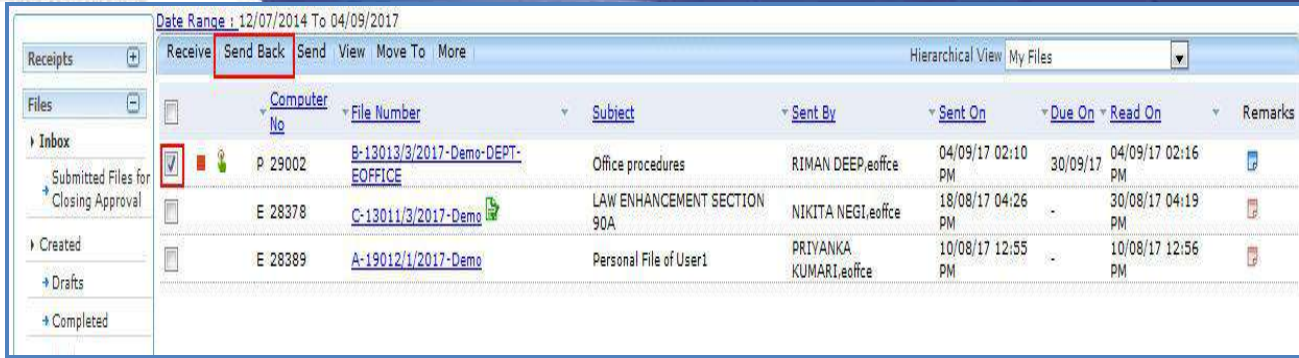 Date Range : 12/07/2014 To 04/09/2017
Receipts
Receive Send Back Send View Move To More
Hierarchical View My Files
Files
Computer No File Number Subject Sent By Sent On Due On Read On Remarks
Inbox
Submitted Files for Closing Approval
Created
Drafts
Completed
P 29002 B-13013/3/2017-Demo-DEPT-EOFFICE Office procedures RIMAN DEEP,eoffce 04/09/17 02:10 PM 30/09/17 04/09/17 02:16 PM
E 28378 C-13011/3/2017-Demo LAW ENHANCEMENT SECTION 90A NIKITA NEGI,eoffce 18/08/17 04:26 PM - 30/08/17 04:19 PM
E 28389 A-19012/1/2017-Demo Personal File of User1 PRIYANKA KUMARI,eoffce 10/08/17 12:55 PM - 10/08/17 12:56 PM